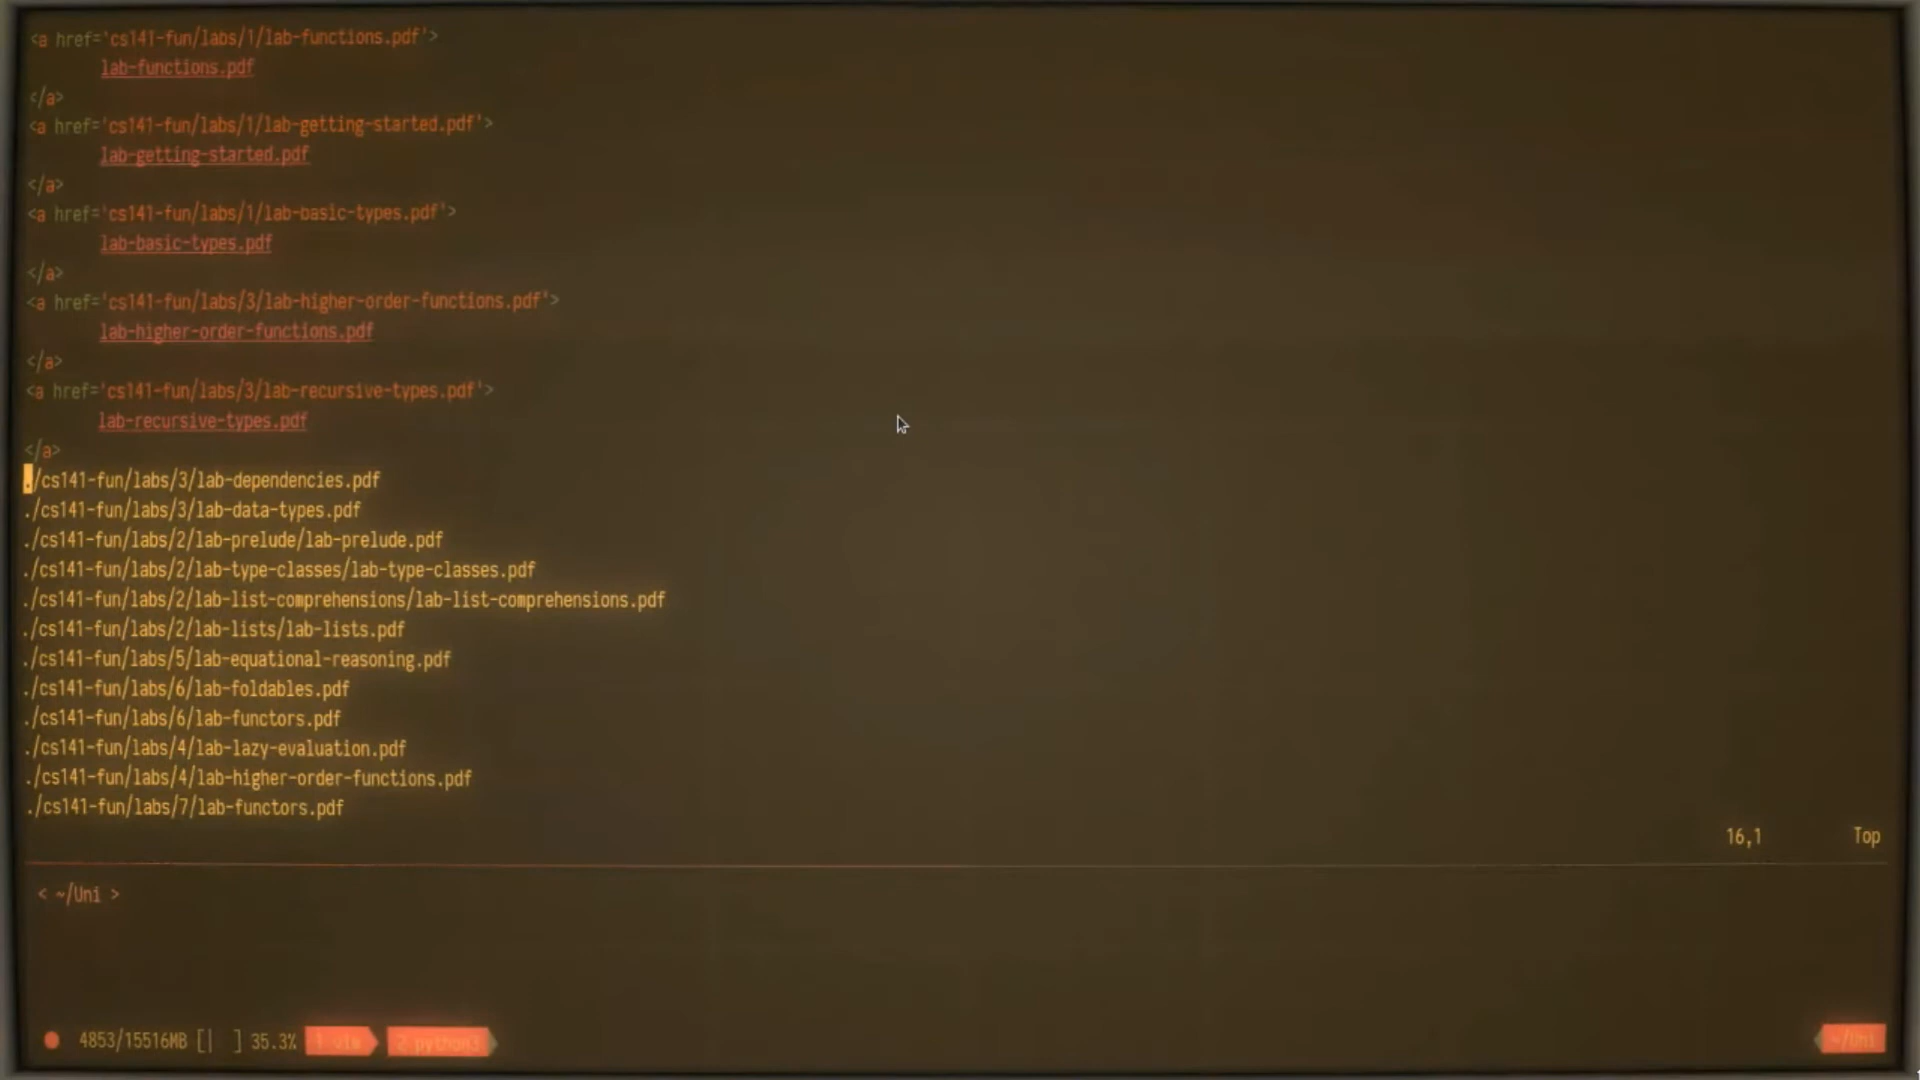 <a href='cs141-fun/labs/1/lab-functions.pdf'>
lab-functions.pdf
</a>
<a href='cs141-fun/labs/1/lab-getting-started.pdf'>
lab-getting-started.pdf
</a>
<a href='cs141-fun/labs/1/lab-basic-types.pdf'>
lab-basic-types.pdf
</a>
<a href='cs141-fun/labs/3/lab-higher-order-functions.pdf'>
lab-higher-order-functions.pdf
</a>
<a href='cs141-fun/labs/3/lab-recursive-types.pdf'>
lab-recursive-types.pdf
</a>
./cs141-fun/labs/3/lab-dependencies.pdf
./cs141-fun/labs/3/lab-data-types.pdf
./cs141-fun/labs/2/lab-prelude/lab-prelude.pdf
./cs141-fun/labs/2/lab-type-classes/lab-type-classes.pdf
./cs141-fun/labs/2/lab-list-comprehensions/lab-list-comprehensions.pdf
./cs141-fun/labs/2/lab-lists/lab-lists.pdf
./cs141-fun/labs/5/lab-equational-reasoning.pdf
./cs141-fun/labs/6/lab-foldables.pdf
./cs141-fun/labs/6/lab-functors.pdf
./cs141-fun/labs/4/lab-lazy-evaluation.pdf
./cs141-fun/labs/4/lab-higher-order-functions.pdf
./cs141-fun/labs/7/lab-functors.pdf
16,1 Top
< ~/Uni >
4853/15516MB [| ] 35.3% 1 vim 2 python3 ~/Uni